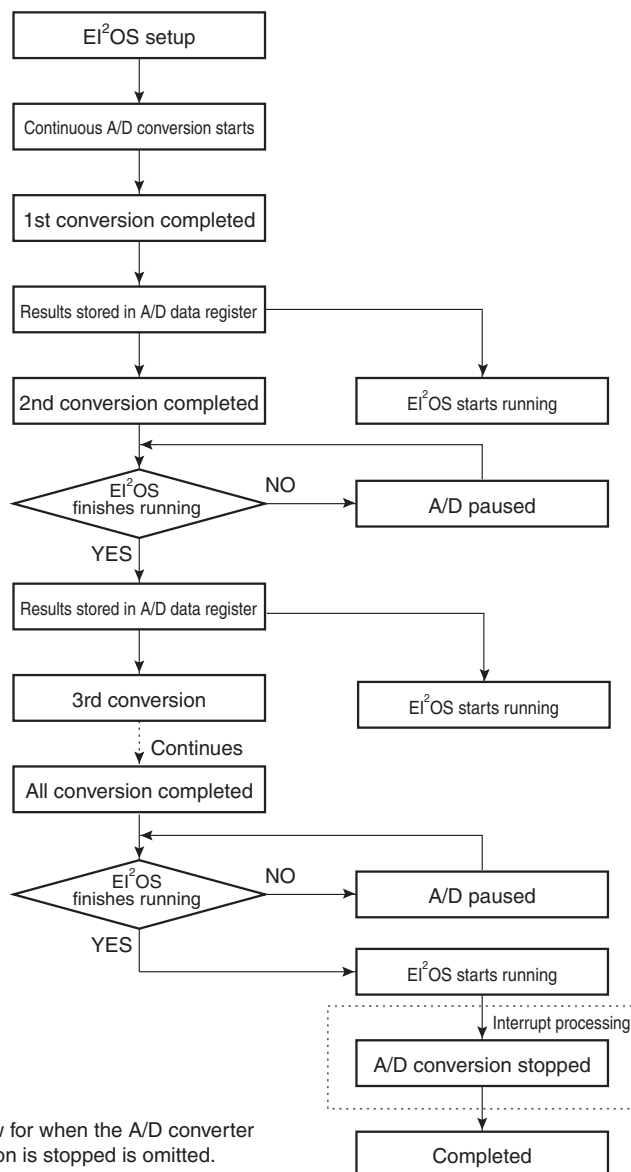 EI²OS setup
Continuous A/D conversion starts
1st conversion completed
Results stored in A/D data register
2nd conversion completed
EI²OS starts running
EI²OS
finishes running
NO
A/D paused
YES
Results stored in A/D data register
3rd conversion
EI²OS starts running
Continues
All conversion completed
EI²OS
finishes running
NO
A/D paused
YES
EI²OS starts running
Interrupt processing
A/D conversion stopped
for when the A/D converter
is stopped is omitted.
Completed